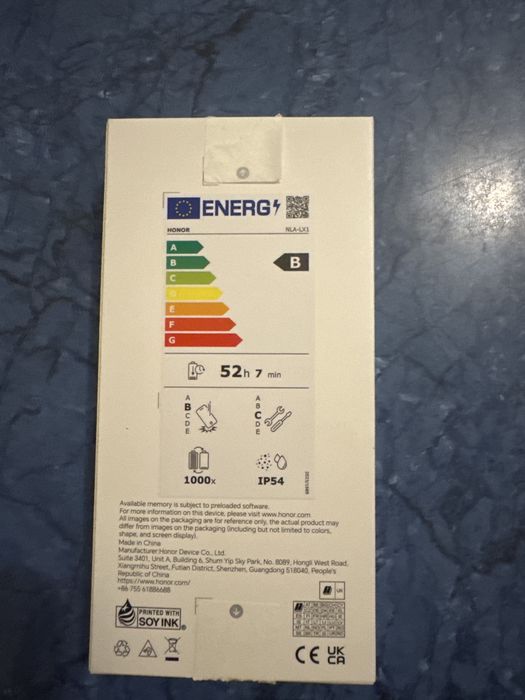 ENERG
HONOR NLA-LX1
A
B
C
E
F
G
B
52h 7 min
A
B
C
D
E
A
B
C
D
E
1000x
IP54
Available memory is subject to preloaded software.
For more information on this device, please visit www.honor.com
All images on the packaging are for reference only, the actual product may
differ from images on the packaging (including but not limited to colors,
shape, and screen display).
Made in China
Manufacturer:Honor Device Co., Ltd.
Suite 3401, Unit A, Building 6, Shum Yip Sky Park, No. 8089, Hongli West Road,
Xiangmihu Street, Futian District, Shenzhen, Guangdong 518040, People's
Republic of China
https://www.honor.com/
+86 755 61886688
PRINTED WITH
SOY INK
CE UK
CA